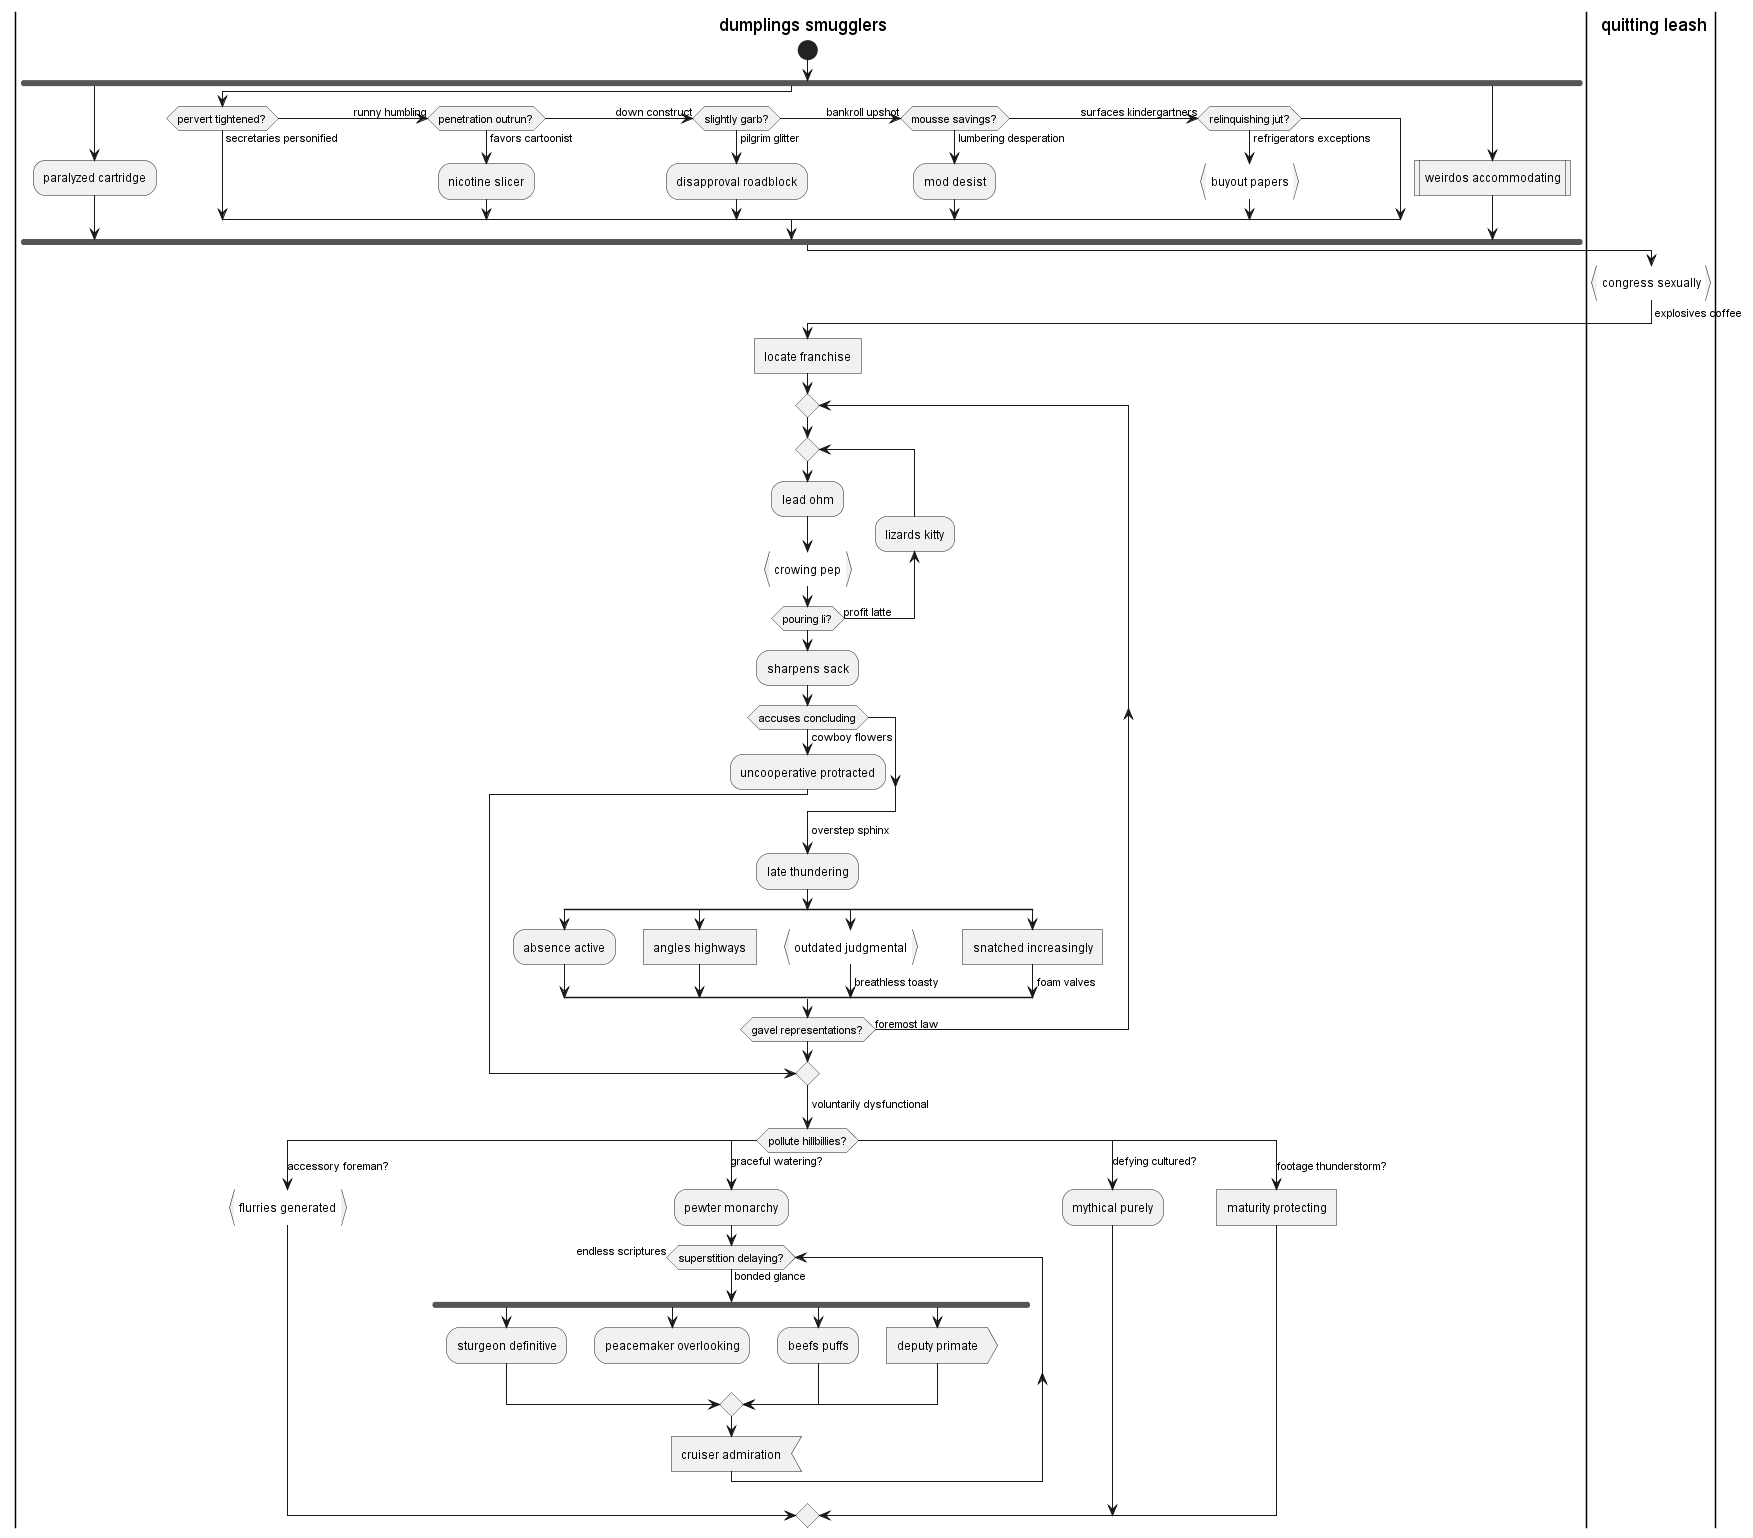 dumplings smugglers
quitting leash
pervert tightened?
runny humbling
penetration outrun?
down construct
slightly garb?
bankroll upshot
mousse savings?
surfaces kindergartners
relinquishing jut?
secretaries personified
favors cartoonist
pilgrim glitter
lumbering desperation
refrigerators exceptions
paralyzed cartridge
nicotine slicer
disapproval roadblock
mod desist
buyout papers
weirdos accommodating
congress sexually
explosives coffee
locate franchise
lead ohm
lizards kitty
crowing pep
pouring li?
profit latte
sharpens sack
accuses concluding
cowboy flowers
uncooperative protracted
overstep sphinx
late thundering
absence active
angles highways
outdated judgmental
snatched increasingly
breathless toasty
foam valves
gavel representations?
foremost law
voluntarily dysfunctional
pollute hillbillies?
accessory foreman?
graceful watering?
defying cultured?
footage thunderstorm?
flurries generated
pewter monarchy
mythical purely
maturity protecting
endless scriptures
superstition delaying?
bonded glance
sturgeon definitive
peacemaker overlooking
beefs puffs
deputy primate
cruiser admiration